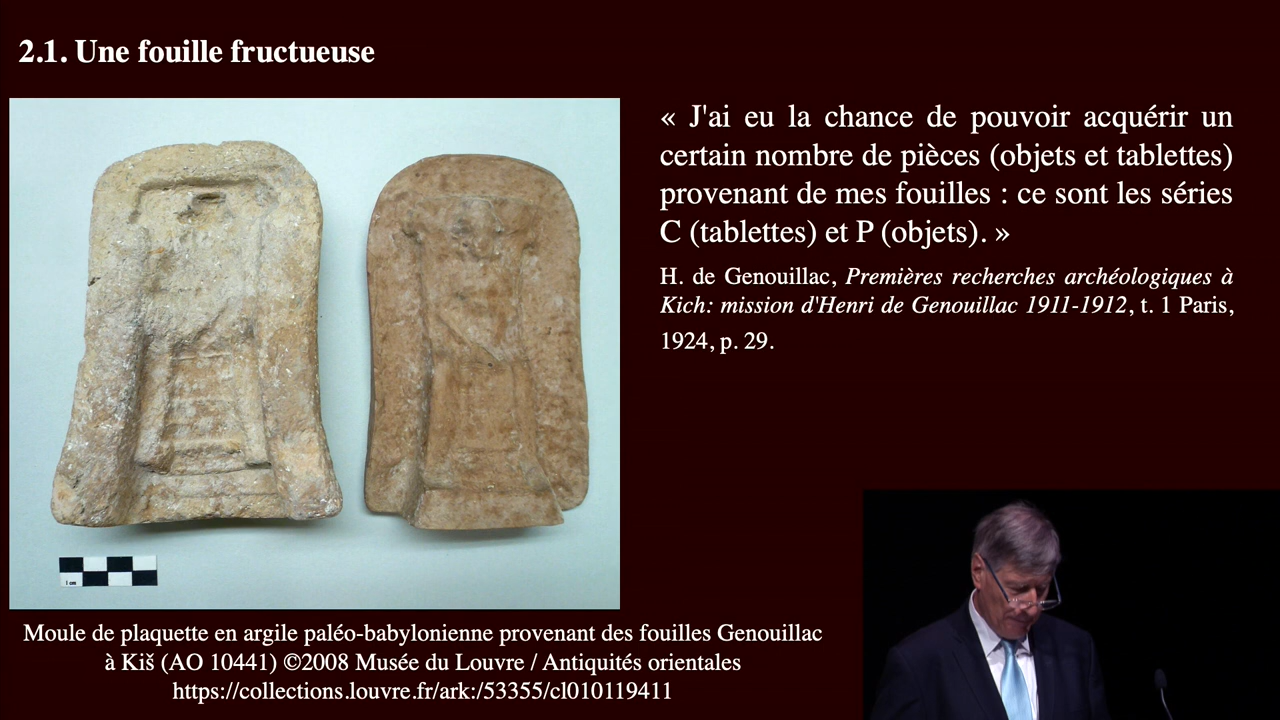 2.1. Une fouille fructueuse
« J'ai eu la chance de pouvoir acquérir un
certain nombre de pièces (objets et tablettes)
provenant de mes fouilles : ce sont les séries
C (tablettes) et P (objets). »
H. de Genouillac, Premières recherches archéologiques à
Kich: mission d'Henri de Genouillac 1911-1912, t. 1 Paris,
1924, p. 29.
1 cm
Moule de plaquette en argile paléo-babylonienne provenant des fouilles Genouillac
à Kiš (AO 10441) ©2008 Musée du Louvre / Antiquités orientales
https://collections.louvre.fr/ark:/53355/cl010119411